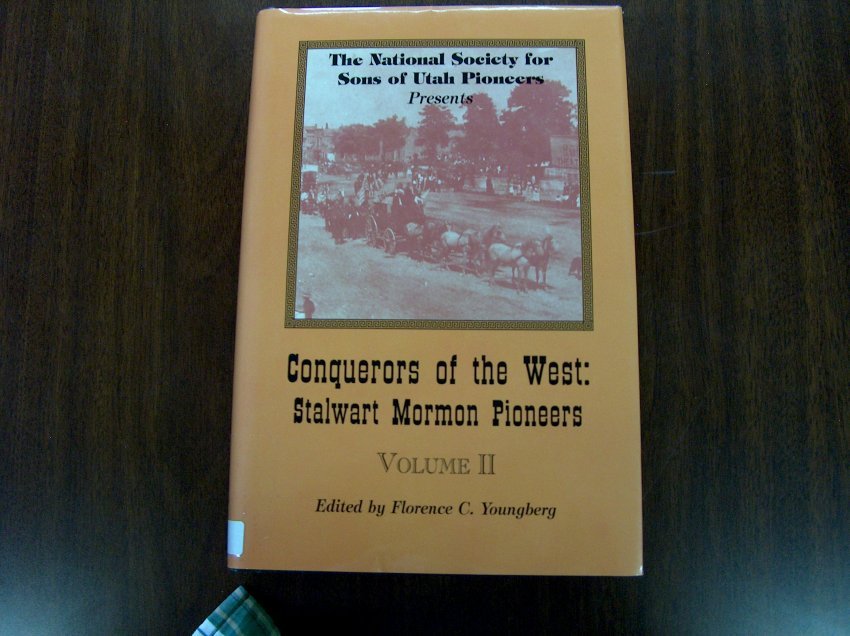 The National Society for
Sons of Utah Pioneers
Presents
Conquerors of the West:
Stalwart Mormon Pioneers
Volume II
Edited by Florence C. Youngberg